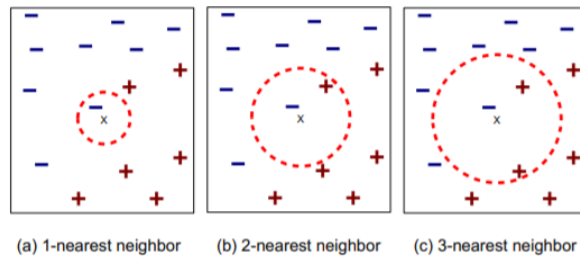 x
x
x
(a) 1-nearest neighbor
(b) 2-nearest neighbor
(c) 3-nearest neighbor